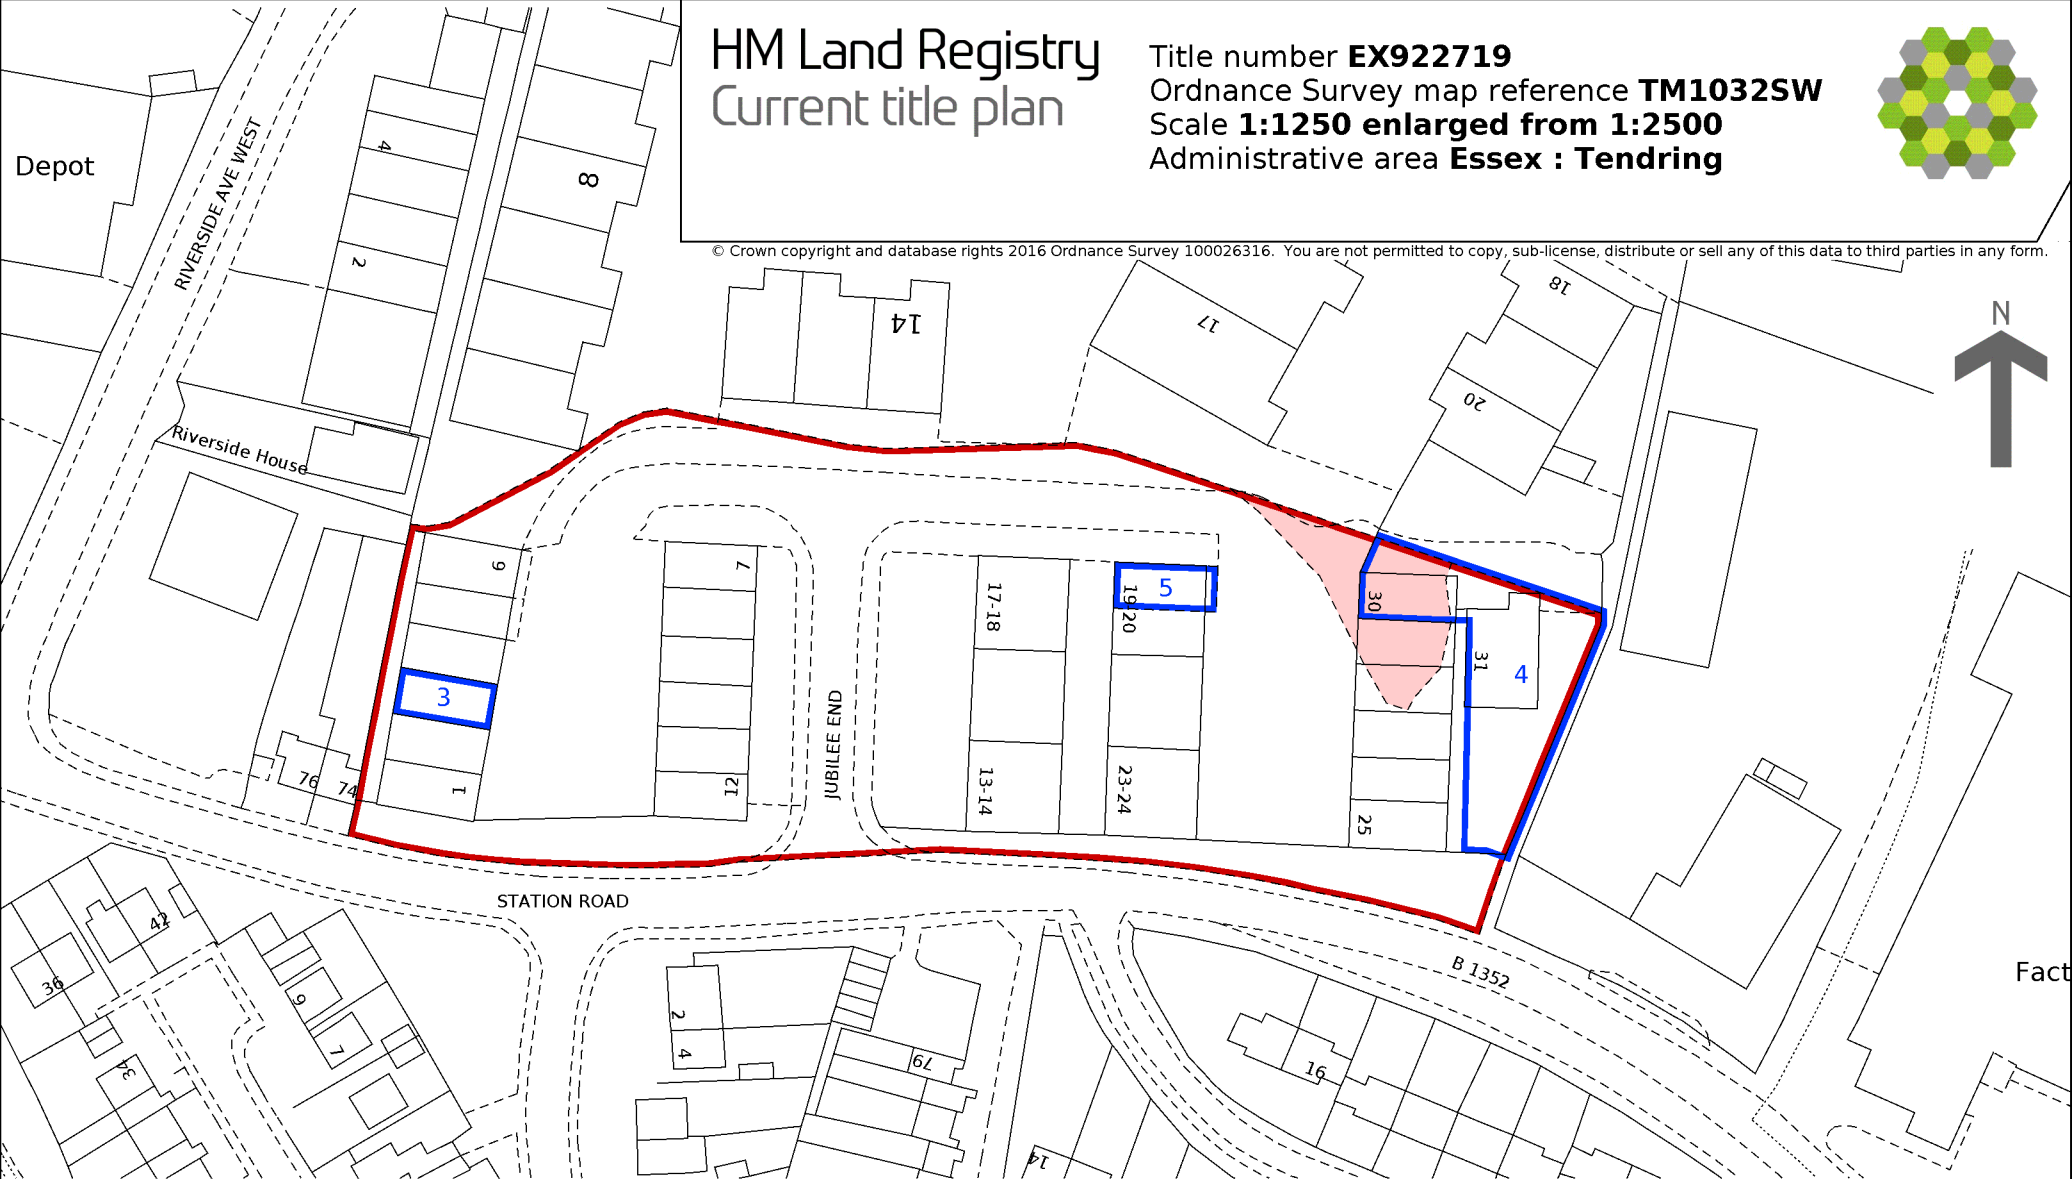 HM Land Registry
Current title plan
Title number EX922719
Ordnance Survey map reference TM1032SW
Scale 1:1250 enlarged from 1:2500
Administrative area Essex : Tendring
© Crown copyright and database rights 2016 Ordnance Survey 100026316. You are not permitted to copy, sub-license, distribute or sell any of this data to third parties in any form.
Depot
RIVERSIDE AVE WEST
4
2
8
14
17
18
20
N
Riverside House
9
7
17-18
19-20
5
30
31
4
3
1
12
JUBILEE END
13-14
23-24
25
76
74
STATION ROAD
B 1352
Fact
42
36
9
7
34
2
4
79
16
14